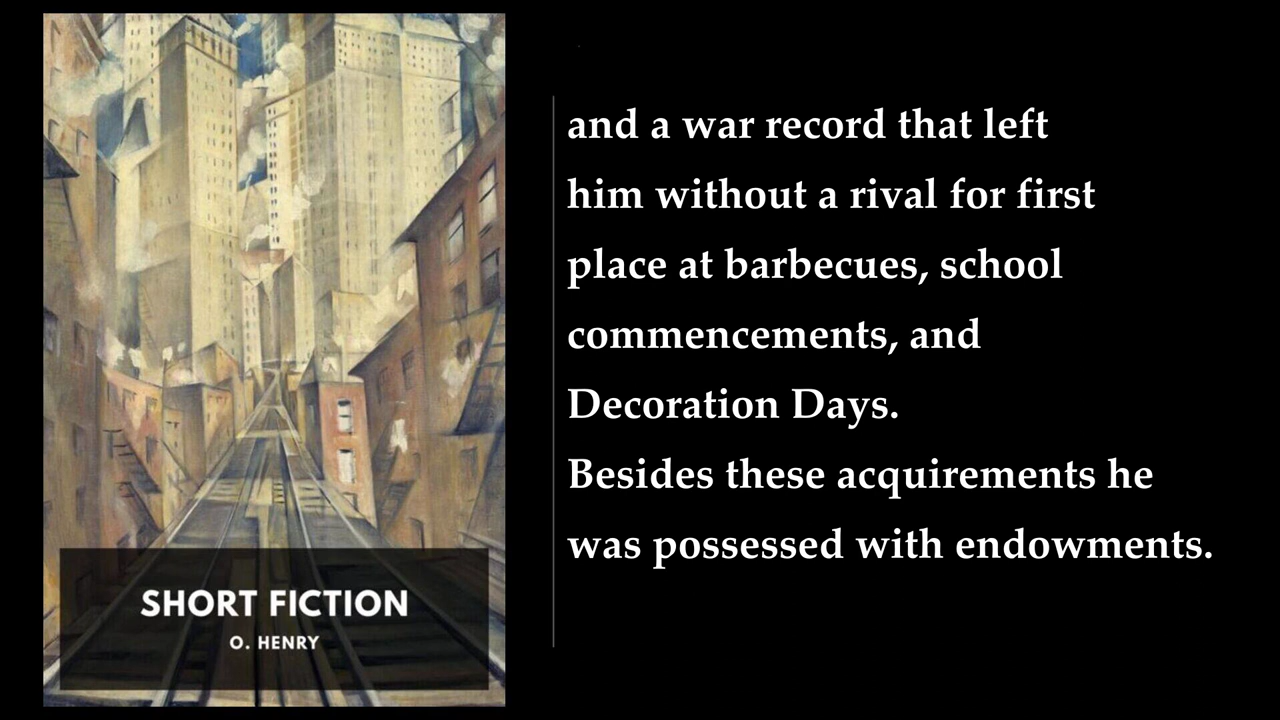 SHORT FICTION
O. HENRY
and a war record that left
him without a rival for first
place at barbecues, school
commencements, and
Decoration Days.
Besides these acquirements he
was possessed with endowments.